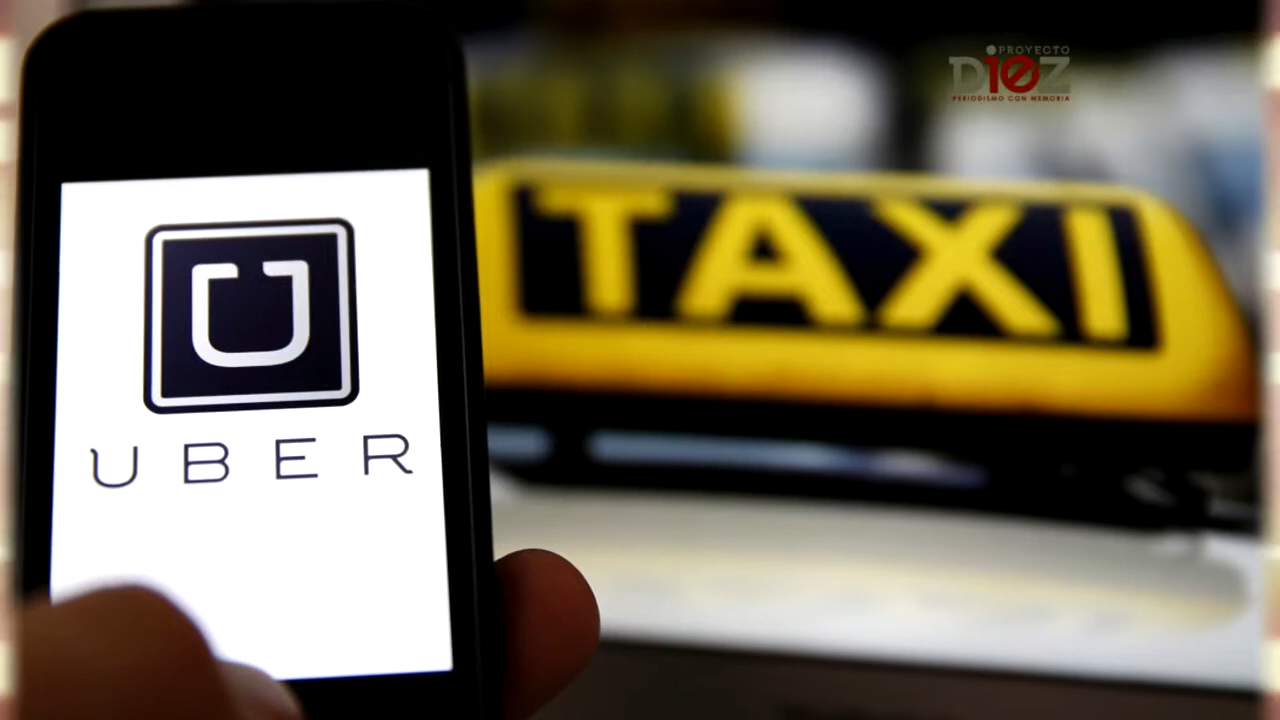 PROYECTO
D10Z
PERIODISMO CON MEMORIA
TAXI
U
UBER